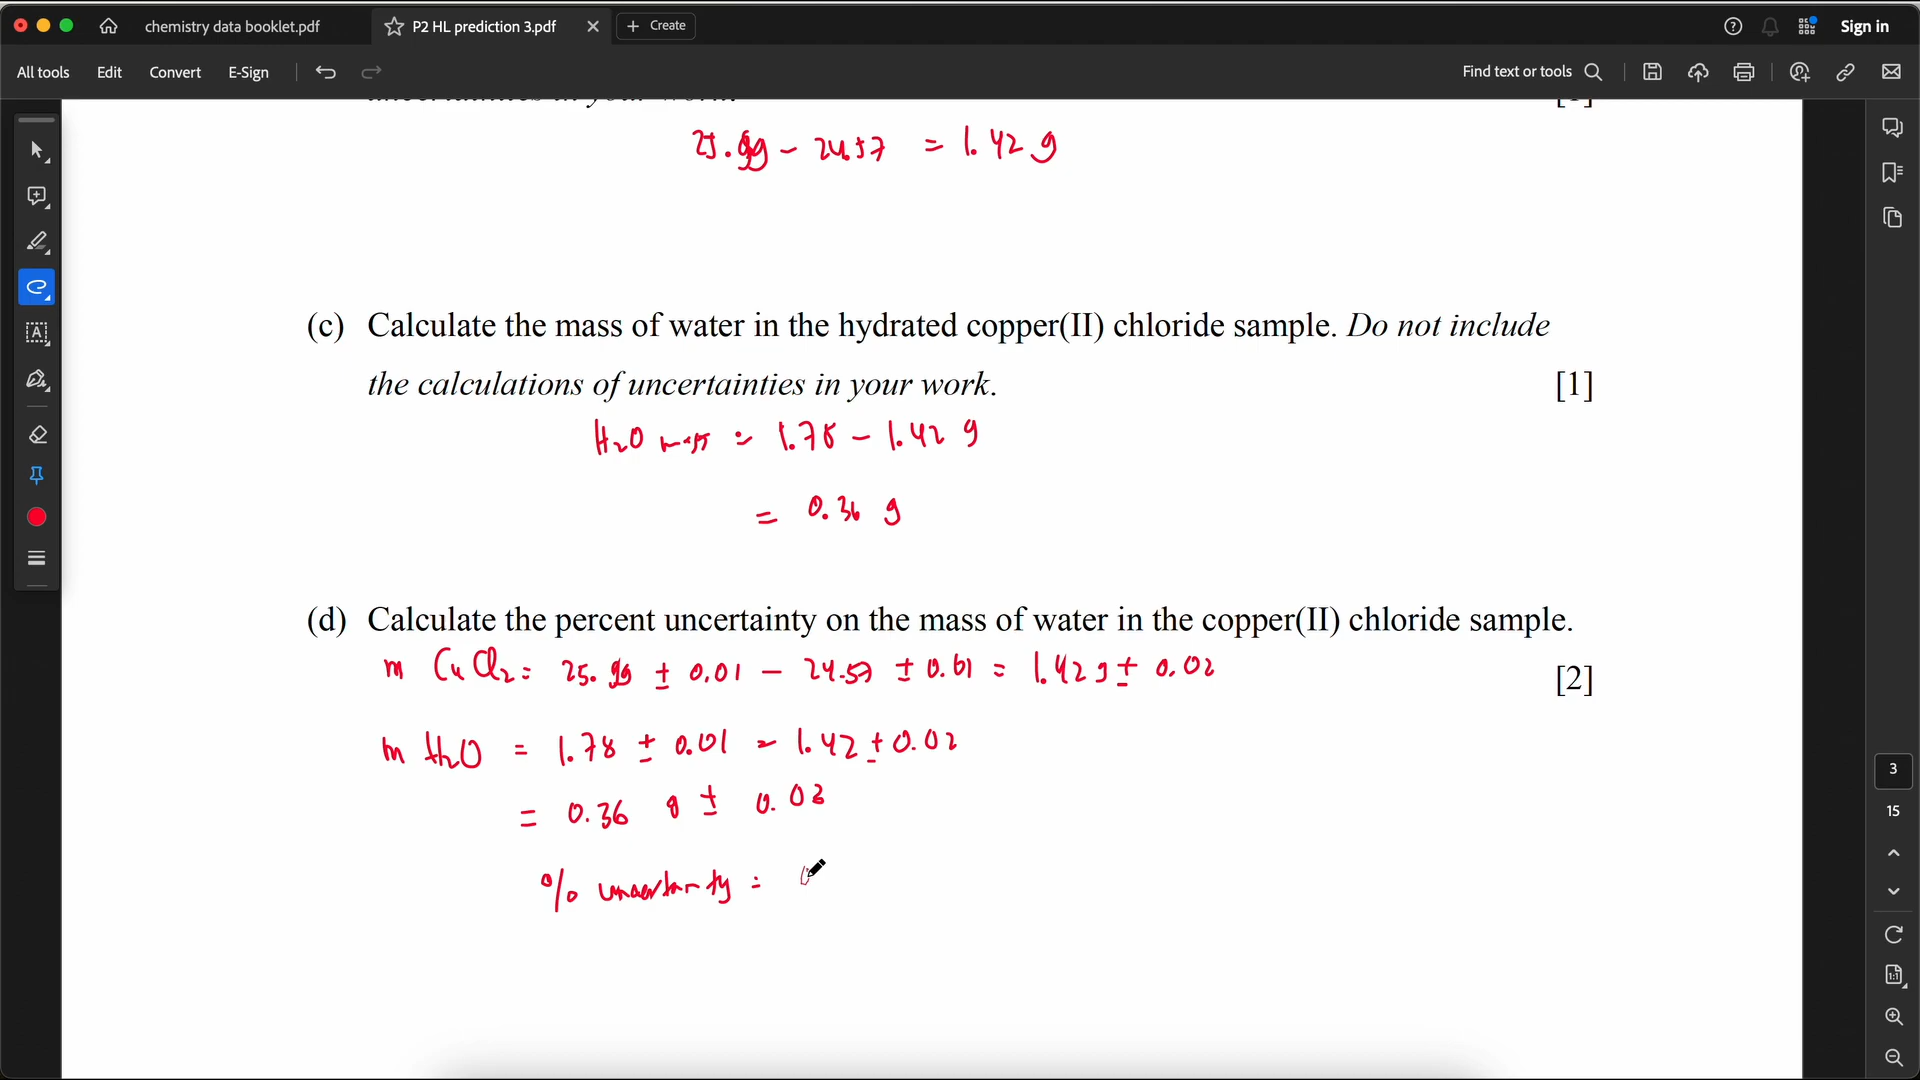 chemistry data booklet.pdf
P2 HL prediction 3.pdf
Create
Sign in
All tools
Edit
Convert
E-Sign
Find text or tools
25.99 - 24.57 = 1.42 g
(c) Calculate the mass of water in the hydrated copper(II) chloride sample. Do not include
the calculations of uncertainties in your work. [1]
H₂O mass = 1.78 - 1.42 g
= 0.36 g
(d) Calculate the percent uncertainty on the mass of water in the copper(II) chloride sample.
m CuCl₂ = 25.99 ± 0.01 - 24.57 ± 0.01 = 1.42 g ± 0.02
[2]
m H₂O = 1.78 ± 0.01 - 1.42 ± 0.02
= 0.36 g ± 0.03
% uncertainty =
3
15